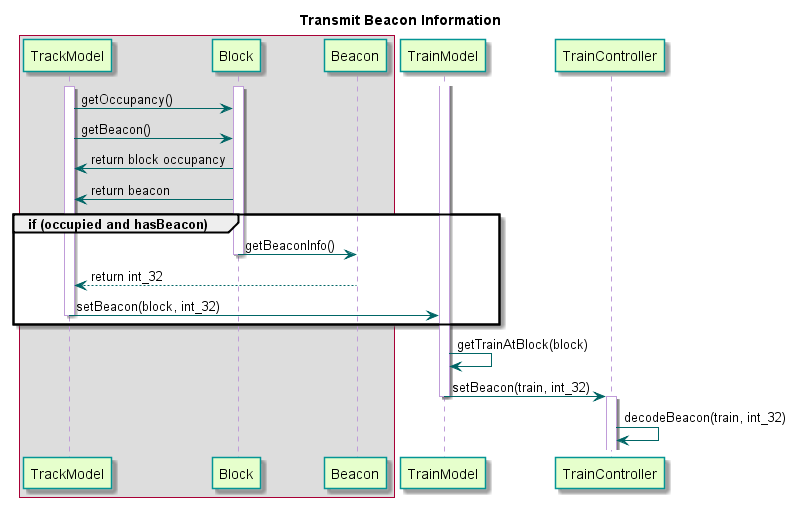 Transmit Beacon Information
TrackModel
Block
Beacon
TrainModel
TrainController
getOccupancy()
getBeacon()
return block occupancy
return beacon
if (occupied and hasBeacon)
getBeaconInfo()
return int_32
setBeacon(block, int_32)
getTrainAtBlock(block)
setBeacon(train, int_32)
decodeBeacon(train, int_32)
TrackModel
Block
Beacon
TrainModel
TrainController